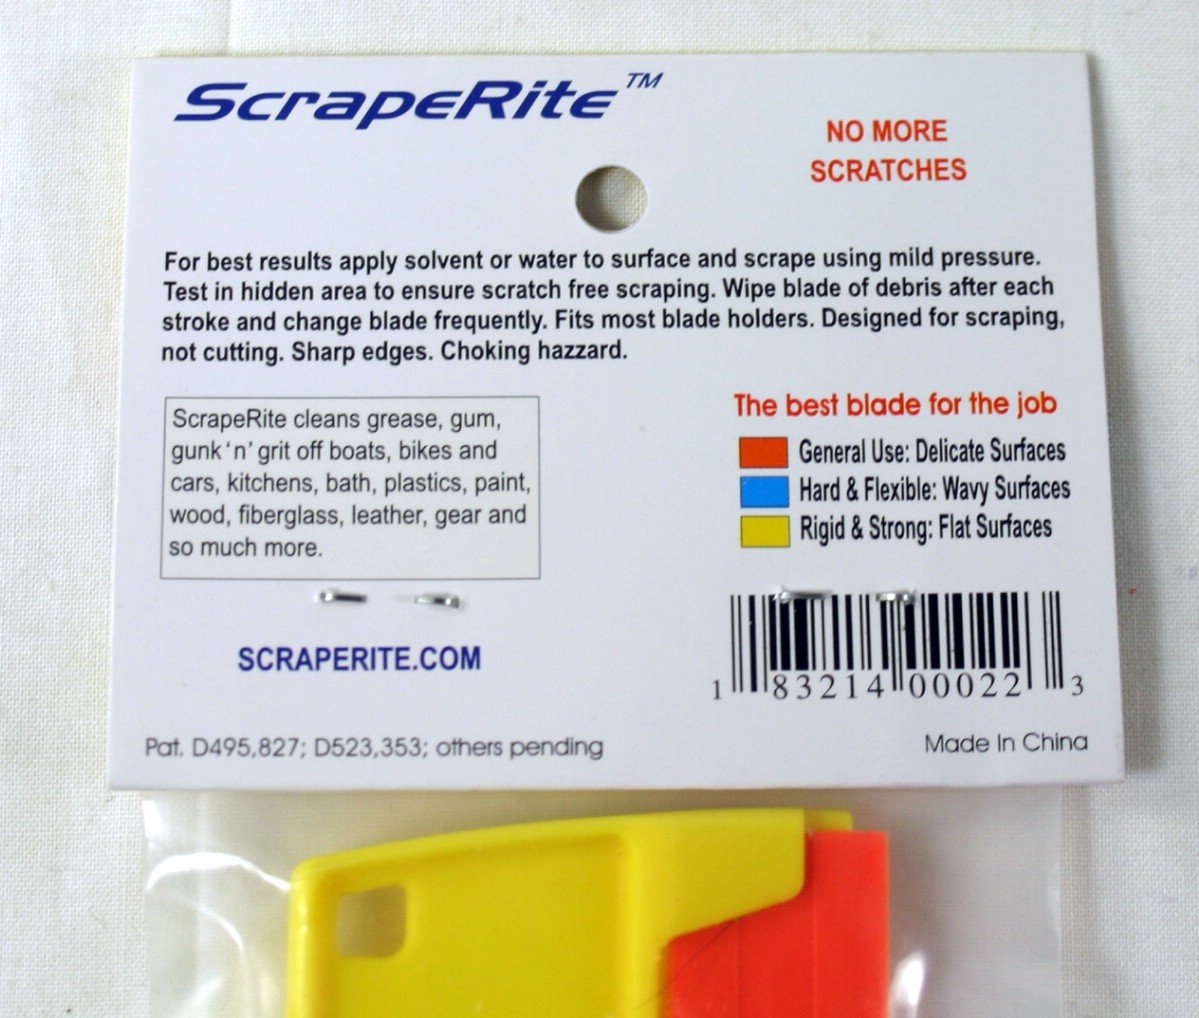 ScrapeRite™
NO MORE
SCRATCHES
For best results apply solvent or water to surface and scrape using mild pressure.
Test in hidden area to ensure scratch free scraping. Wipe blade of debris after each
stroke and change blade frequently. Fits most blade holders. Designed for scraping,
not cutting. Sharp edges. Choking hazzard.
ScrapeRite cleans grease, gum,
gunk 'n' grit off boats, bikes and
cars, kitchens, bath, plastics, paint,
wood, fiberglass, leather, gear and
so much more.
The best blade for the job
General Use: Delicate Surfaces
Hard & Flexible: Wavy Surfaces
Rigid & Strong: Flat Surfaces
SCRAPERITE.COM
1 83214 00022 3
Pat. D495,827; D523,353; others pending
Made In China